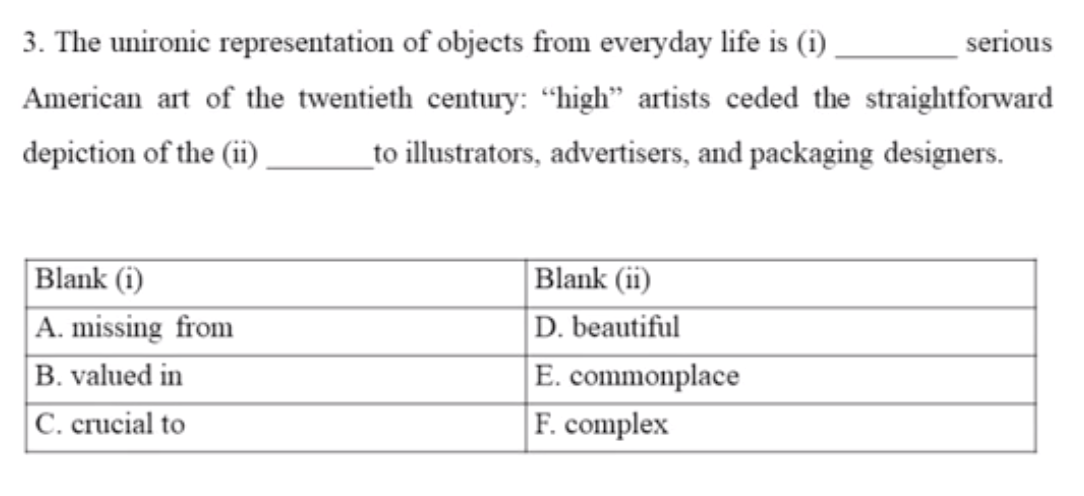 3. The unironic representation of objects from everyday life is (i) _________ serious
American art of the twentieth century: “high” artists ceded the straightforward
depiction of the (ii) ________to illustrators, advertisers, and packaging designers.
Blank (i) Blank (ii)
A. missing from D. beautiful
B. valued in E. commonplace
C. crucial to F. complex